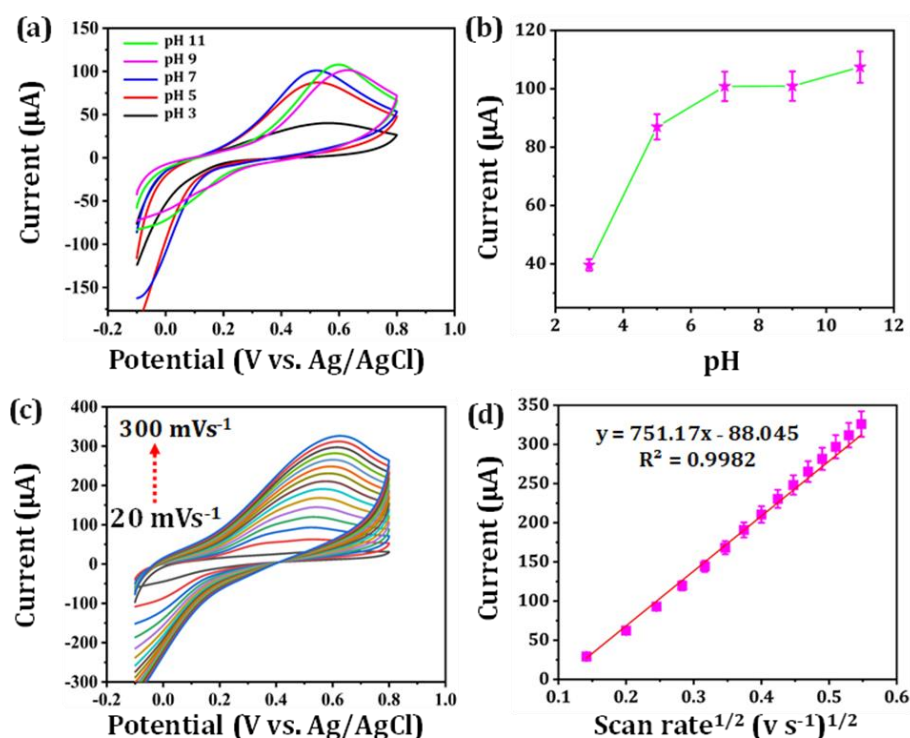 (a)
150
100
50
0
-50
-100
-150
Current (µA)
pH 11
pH 9
pH 7
pH 5
pH 3
-0.2
0.0
0.2
0.4
0.6
0.8
1.0
Potential (V vs. Ag/AgCl)
(b)
120
100
80
60
40
Current (µA)
2
4
6
8
10
12
pH
(c)
400
300
200
100
0
-100
-200
-300
Current (µA)
300 mVs⁻¹
20 mVs⁻¹
-0.2
0.0
0.2
0.4
0.6
0.8
1.0
Potential (V vs. Ag/AgCl)
(d)
350
300
250
200
150
100
50
0
Current (µA)
y = 751.17x - 88.045
R² = 0.9982
0.1
0.2
0.3
0.4
0.5
0.6
Scan rate¹ᐟ² (v s⁻¹)¹ᐟ²